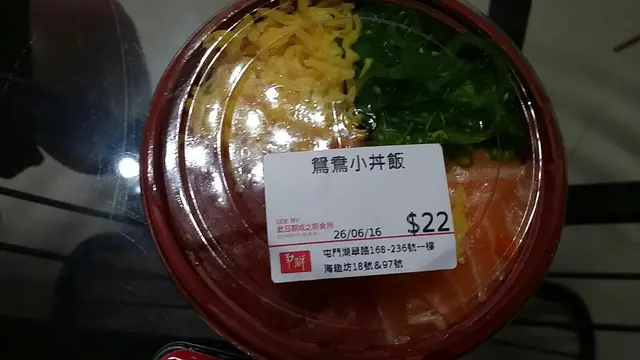 鴛鴦小丼飯
USE BY
此日期或之前食用
26/06/16
$22
争鮮
屯門湖翠路168-236號一樓
海趣坊18號&97號